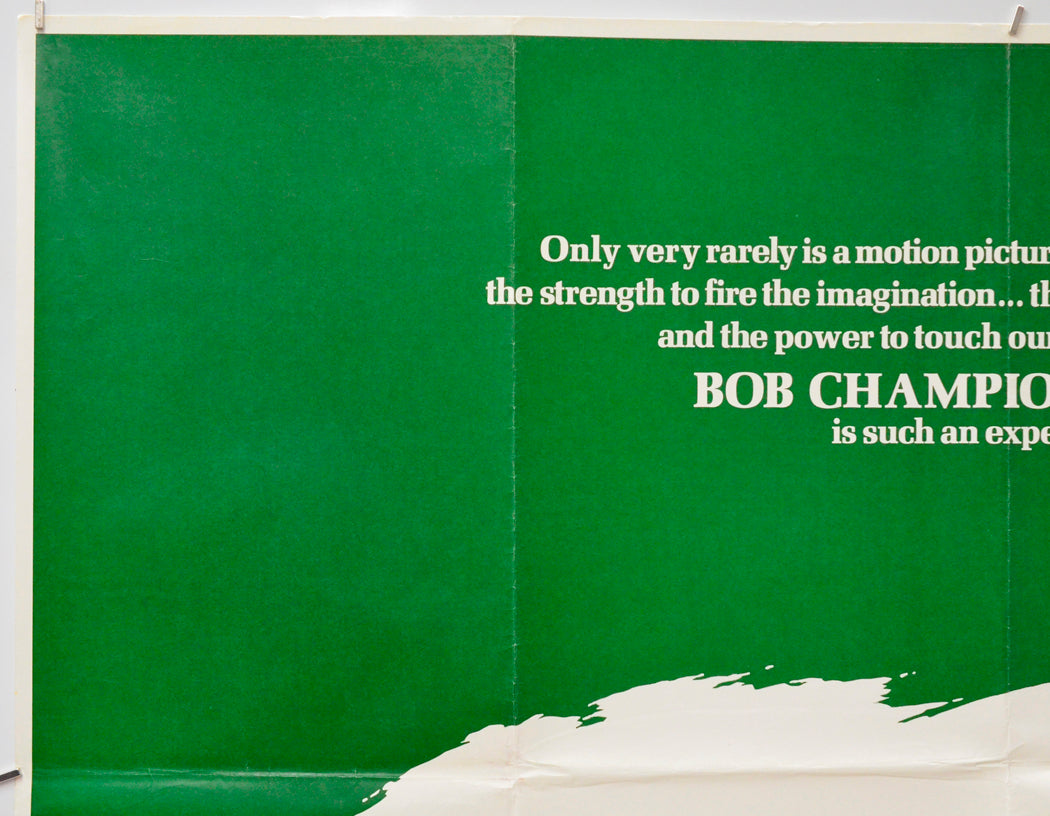 Only very rarely is a motion pictur
the strength to fire the imagination... th
and the power to touch our
BOB CHAMPIO
is such an expe